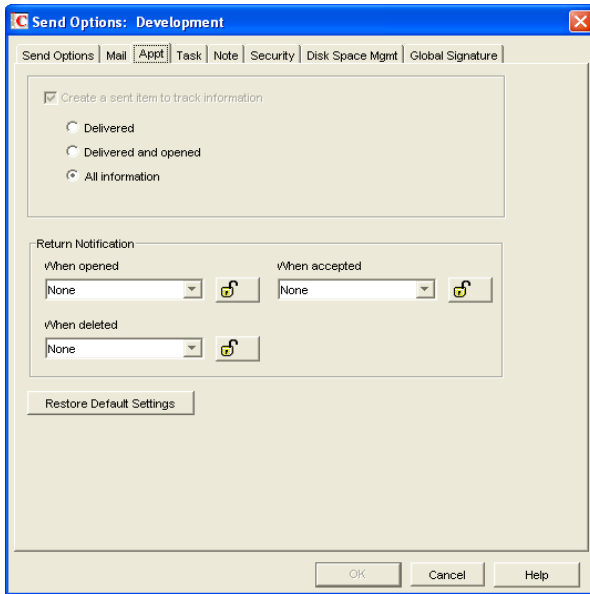 Send Options: Development
Send Options Mail Appt Task Note Security Disk Space Mgmt Global Signature
Create a sent item to track information
Delivered
Delivered and opened
All information
Return Notification
When opened When accepted
None None
When deleted
None
Restore Default Settings
OK Cancel Help